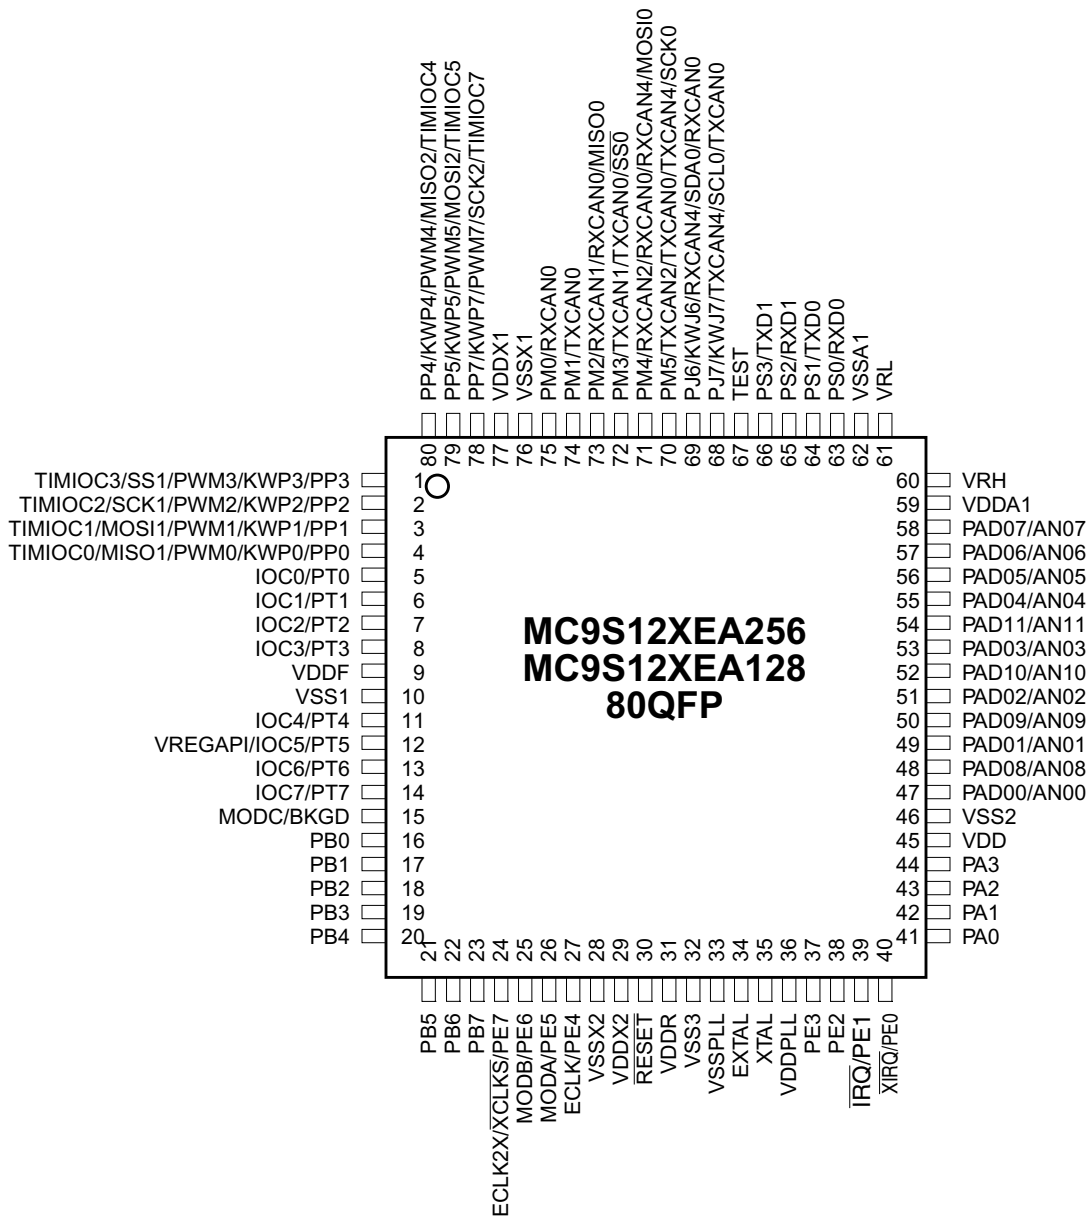 PP4/KWP4/PWM4/MISO2/TIMIOC4
PP5/KWP5/PWM5/MOSI2/TIMIOC5
PP7/KWP7/PWM7/SCK2/TIMIOC7
VDDX1
VSSX1
PM0/RXCAN0
PM1/TXCAN0
PM2/RXCAN1/RXCAN0/MISO0
PM3/TXCAN1/TXCAN0/S̅S̅0̅
PM4/RXCAN2/RXCAN0/RXCAN4/MOSI0
PM5/TXCAN2/TXCAN0/TXCAN4/SCK0
PJ6/KWJ6/RXCAN4/SDA0/RXCAN0
PJ7/KWJ7/TXCAN4/SCL0/TXCAN0
TEST
PS3/TXD1
PS2/RXD1
PS1/TXD0
PS0/RXD0
VSSA1
VRL
80 79 78 77 76 75 74 73 72 71 70 69 68 67 66 65 64 63 62 61
TIMIOC3/SS1/PWM3/KWP3/PP3 1
TIMIOC2/SCK1/PWM2/KWP2/PP2 2
TIMIOC1/MOSI1/PWM1/KWP1/PP1 3
TIMIOC0/MISO1/PWM0/KWP0/PP0 4
IOC0/PT0 5
IOC1/PT1 6
IOC2/PT2 7
IOC3/PT3 8
VDDF 9
VSS1 10
IOC4/PT4 11
VREGAPI/IOC5/PT5 12
IOC6/PT6 13
IOC7/PT7 14
MODC/BKGD 15
PB0 16
PB1 17
PB2 18
PB3 19
PB4 20
MC9S12XEA256
MC9S12XEA128
80QFP
60 VRH
59 VDDA1
58 PAD07/AN07
57 PAD06/AN06
56 PAD05/AN05
55 PAD04/AN04
54 PAD11/AN11
53 PAD03/AN03
52 PAD10/AN10
51 PAD02/AN02
50 PAD09/AN09
49 PAD01/AN01
48 PAD08/AN08
47 PAD00/AN00
46 VSS2
45 VDD
44 PA3
43 PA2
42 PA1
41 PA0
21 22 23 24 25 26 27 28 29 30 31 32 33 34 35 36 37 38 39 40
PB5
PB6
PB7
ECLK2X/X̅C̅L̅K̅S̅/PE7
MODB/PE6
MODA/PE5
ECLK/PE4
VSSX2
VDDX2
R̅E̅S̅E̅T̅
VDDR
VSS3
VSSPLL
EXTAL
XTAL
VDDPLL
PE3
PE2
I̅R̅Q̅/PE1
X̅I̅R̅Q̅/PE0